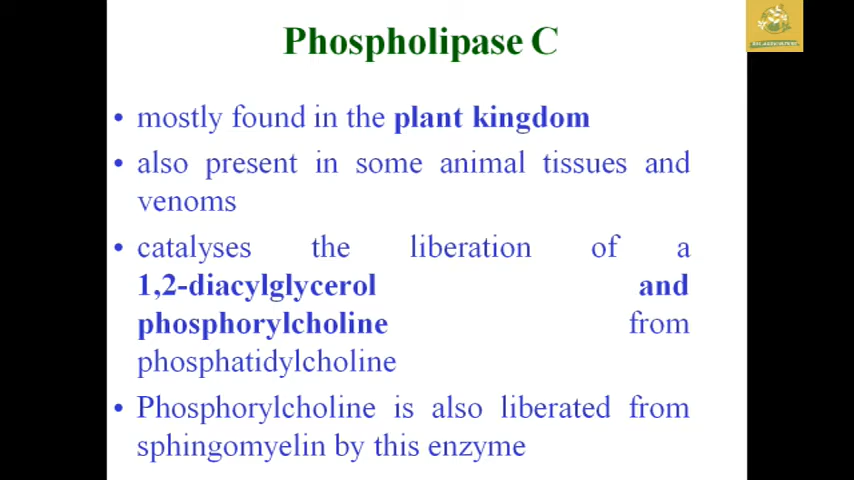 Phospholipase C
• mostly found in the plant kingdom
• also present in some animal tissues and
venoms
• catalyses the liberation of a
1,2-diacylglycerol and
phosphorylcholine from
phosphatidylcholine
• Phosphorylcholine is also liberated from
sphingomyelin by this enzyme